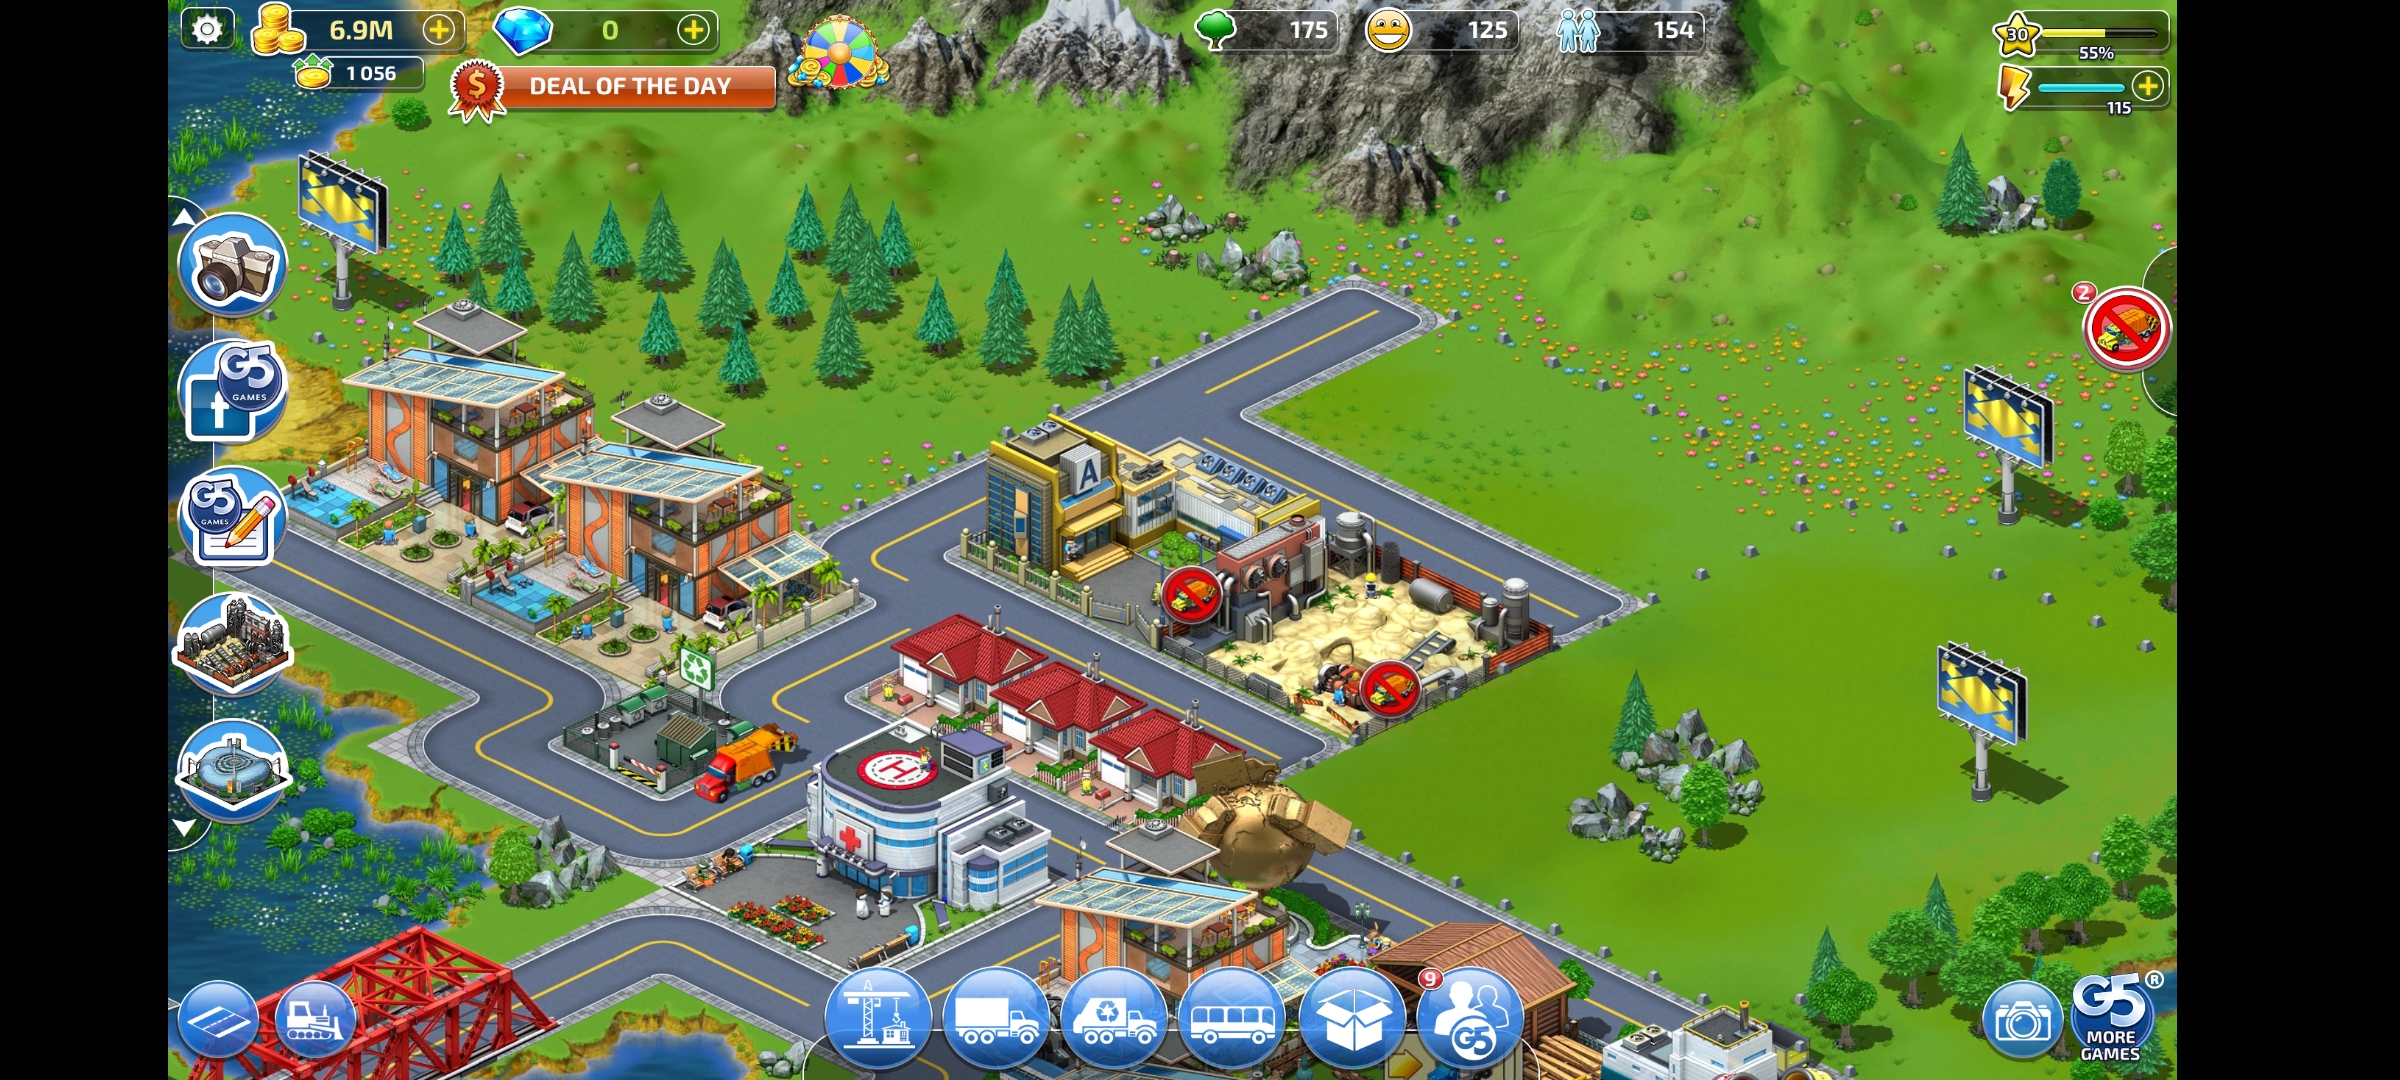 6.9M
0
175
125
154
30
55%
1 056
DEAL OF THE DAY
115
2
G5
GAMES
f
G5
GAMES
A
H
A
9
G5
G5®
MORE
GAMES